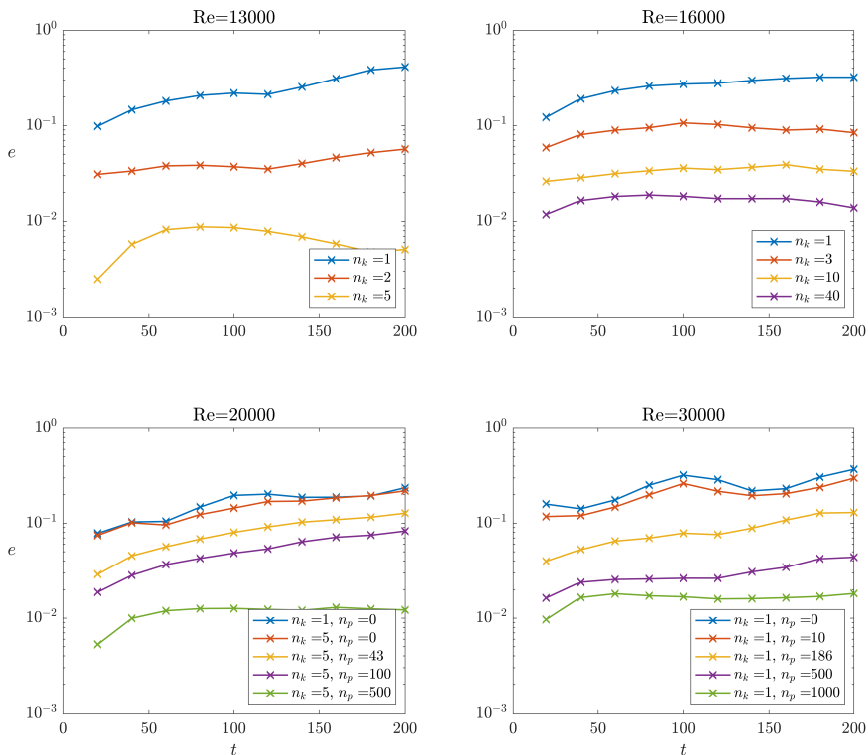 Re=13000
10^0
10^-1
e
10^-2
10^-3
0
50
100
150
200
n_k =1
n_k =2
n_k =5
Re=16000
10^0
10^-1
10^-2
10^-3
0
50
100
150
200
n_k =1
n_k =3
n_k =10
n_k =40
Re=20000
10^0
10^-1
e
10^-2
10^-3
0
50
100
150
200
t
n_k =1, n_p =0
n_k =5, n_p =0
n_k =5, n_p =43
n_k =5, n_p =100
n_k =5, n_p =500
Re=30000
10^0
10^-1
10^-2
10^-3
0
50
100
150
200
t
n_k =1, n_p =0
n_k =1, n_p =10
n_k =1, n_p =186
n_k =1, n_p =500
n_k =1, n_p =1000